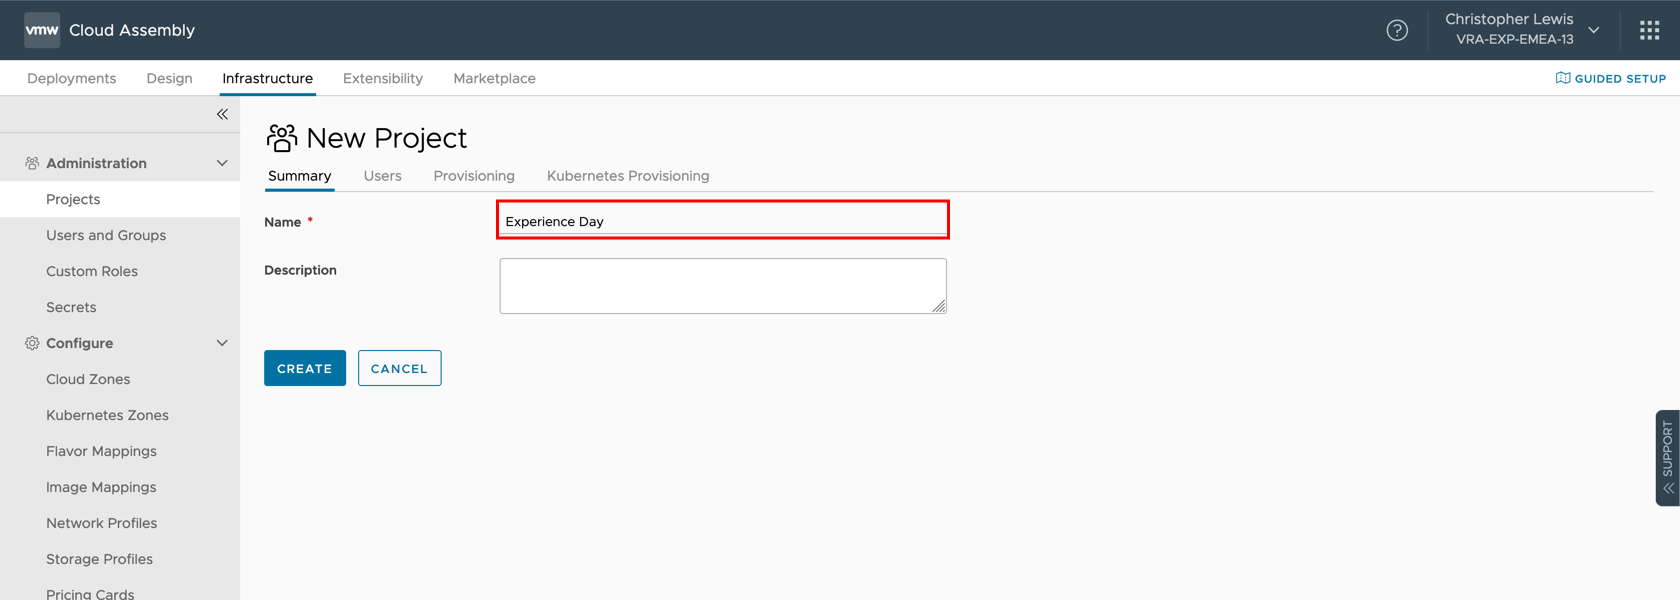 vmw Cloud Assembly
Christopher Lewis
VRA-EXP-EMEA-13
Deployments Design Infrastructure Extensibility Marketplace
GUIDED SETUP
Administration
Projects
Users and Groups
Custom Roles
Secrets
Configure
Cloud Zones
Kubernetes Zones
Flavor Mappings
Image Mappings
Network Profiles
Storage Profiles
Pricing Cards
New Project
Summary Users Provisioning Kubernetes Provisioning
Name * Experience Day
Description
CREATE CANCEL
SUPPORT